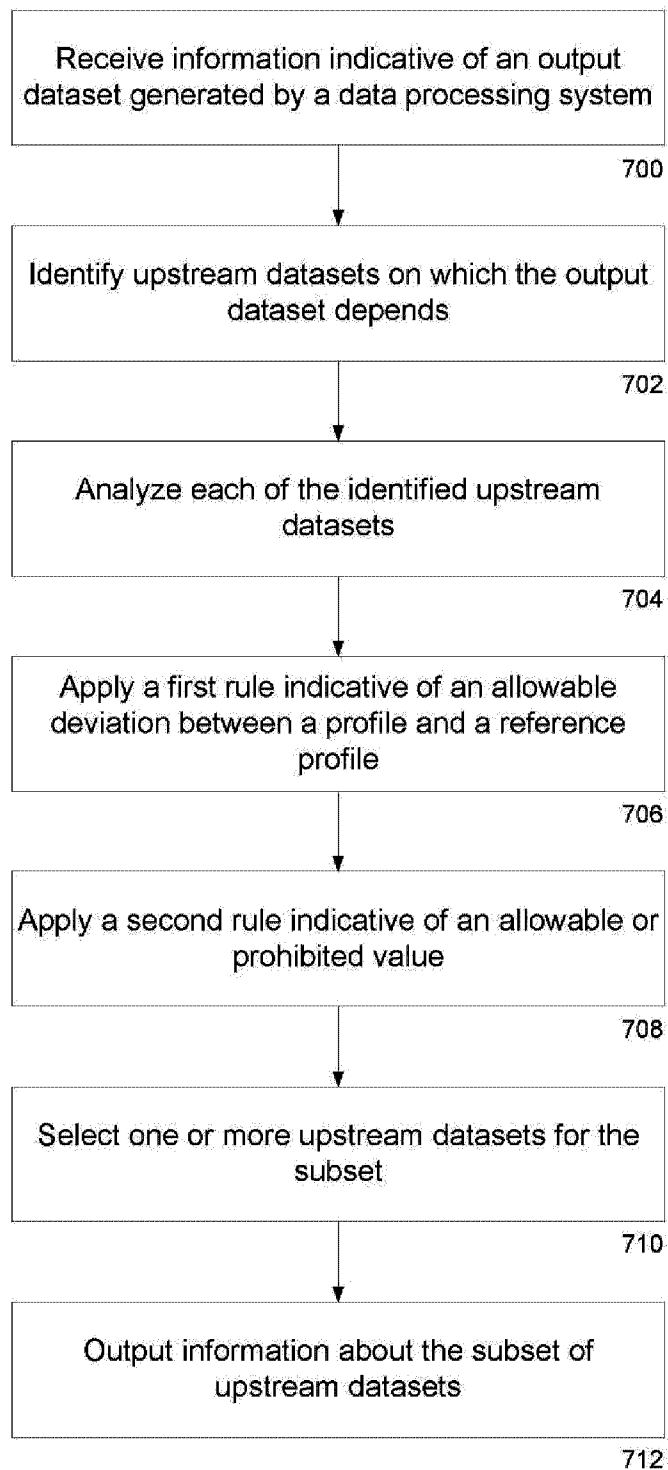 Receive information indicative of an output
dataset generated by a data processing system
700
Identify upstream datasets on which the output
dataset depends
702
Analyze each of the identified upstream
datasets
704
Apply a first rule indicative of an allowable
deviation between a profile and a reference
profile
706
Apply a second rule indicative of an allowable or
prohibited value
708
Select one or more upstream datasets for the
subset
710
Output information about the subset of
upstream datasets
712